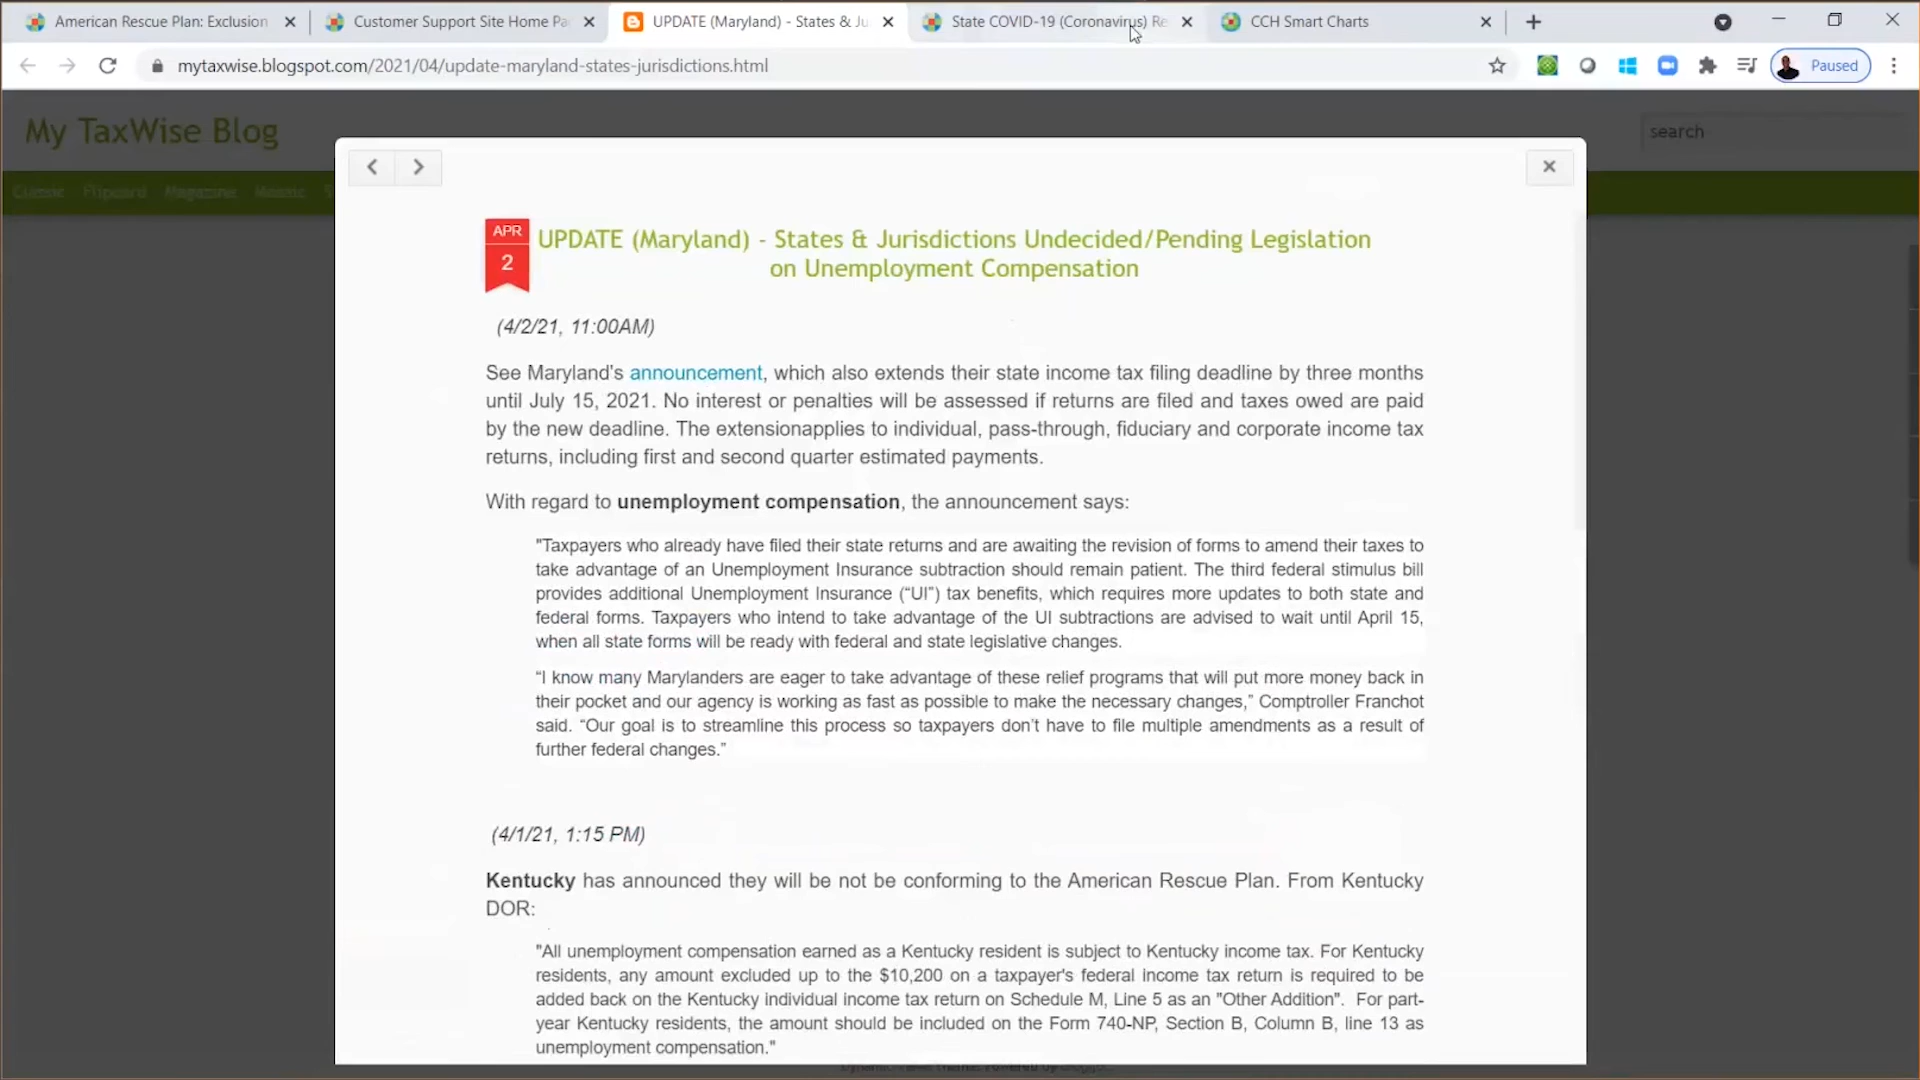 American Rescue Plan: Exclusion
Customer Support Site Home Pa
UPDATE (Maryland) - States & Ju
State COVID-19 (Coronavirus) Re
CCH Smart Charts
mytaxwise.blogspot.com/2021/04/update-maryland-states-jurisdictions.html
Paused
My TaxWise Blog
search
Classic Flipcard Magazine Mosaic
APR
2
UPDATE (Maryland) - States & Jurisdictions Undecided/Pending Legislation
on Unemployment Compensation
(4/2/21, 11:00AM)
See Maryland's announcement, which also extends their state income tax filing deadline by three months
until July 15, 2021. No interest or penalties will be assessed if returns are filed and taxes owed are paid
by the new deadline. The extensionapplies to individual, pass-through, fiduciary and corporate income tax
returns, including first and second quarter estimated payments.
With regard to unemployment compensation, the announcement says:
"Taxpayers who already have filed their state returns and are awaiting the revision of forms to amend their taxes to
take advantage of an Unemployment Insurance subtraction should remain patient. The third federal stimulus bill
provides additional Unemployment Insurance (“UI”) tax benefits, which requires more updates to both state and
federal forms. Taxpayers who intend to take advantage of the UI subtractions are advised to wait until April 15,
when all state forms will be ready with federal and state legislative changes.
“I know many Marylanders are eager to take advantage of these relief programs that will put more money back in
their pocket and our agency is working as fast as possible to make the necessary changes,” Comptroller Franchot
said. “Our goal is to streamline this process so taxpayers don’t have to file multiple amendments as a result of
further federal changes.”
(4/1/21, 1:15 PM)
Kentucky has announced they will be not be conforming to the American Rescue Plan. From Kentucky
DOR:
"All unemployment compensation earned as a Kentucky resident is subject to Kentucky income tax. For Kentucky
residents, any amount excluded up to the $10,200 on a taxpayer's federal income tax return is required to be
added back on the Kentucky individual income tax return on Schedule M, Line 5 as an "Other Addition". For part-
year Kentucky residents, the amount should be included on the Form 740-NP, Section B, Column B, line 13 as
unemployment compensation."